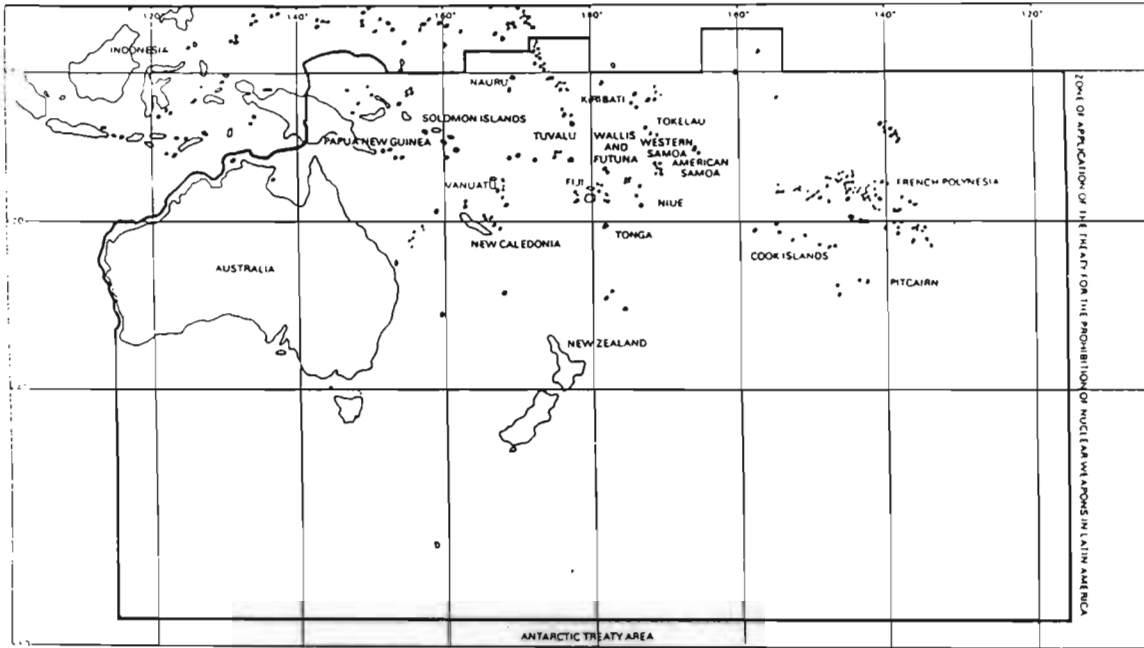 120°
140°
160°
180°
160°
140°
120°
INDONESIA
NAURU
KIRIBATI
SOLOMON ISLANDS
TOKELAU
PAPUA NEW GUINEA
TUVALU
WALLIS
AND
FUTUNA
WESTERN
SAMOA
AMERICAN
SAMOA
VANUATU
FIJI
FRENCH POLYNESIA
NIUE
TONGA
NEW CALEDONIA
COOK ISLANDS
AUSTRALIA
PITCAIRN
NEW ZEALAND
ANTARCTIC TREATY AREA
ZONE OF APPLICATION OF THE TREATY FOR THE PROHIBITION OF NUCLEAR WEAPONS IN LATIN AMERICA